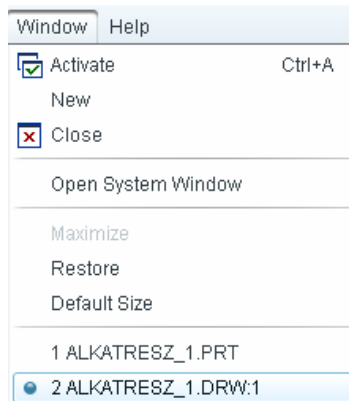 Window Help
Activate Ctrl+A
New
Close
Open System Window
Maximize
Restore
Default Size
1 ALKATRESZ_1.PRT
2 ALKATRESZ_1.DRW:1